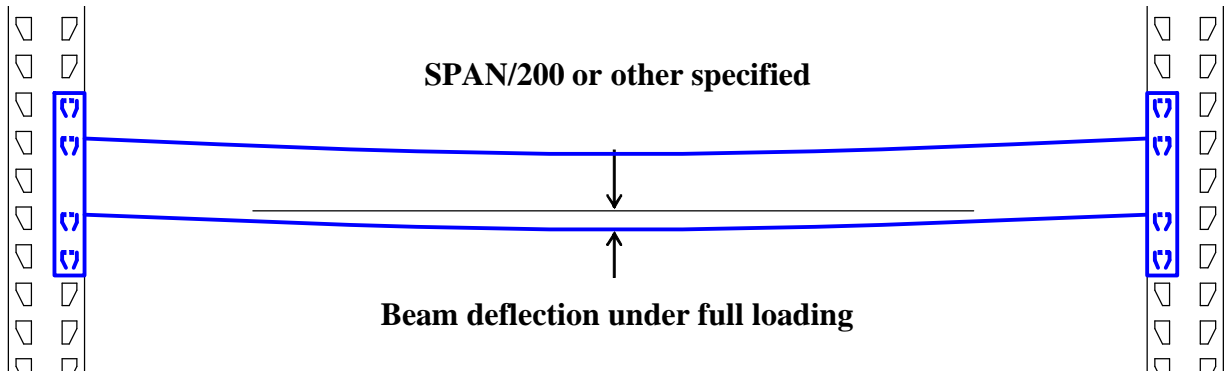 SPAN/200 or other specified
Beam deflection under full loading